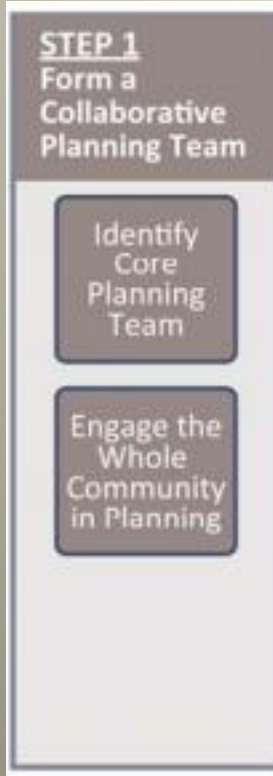 STEP 1
Form a
Collaborative
Planning Team
Identify
Core
Planning
Team
Engage the
Whole
Community
in Planning